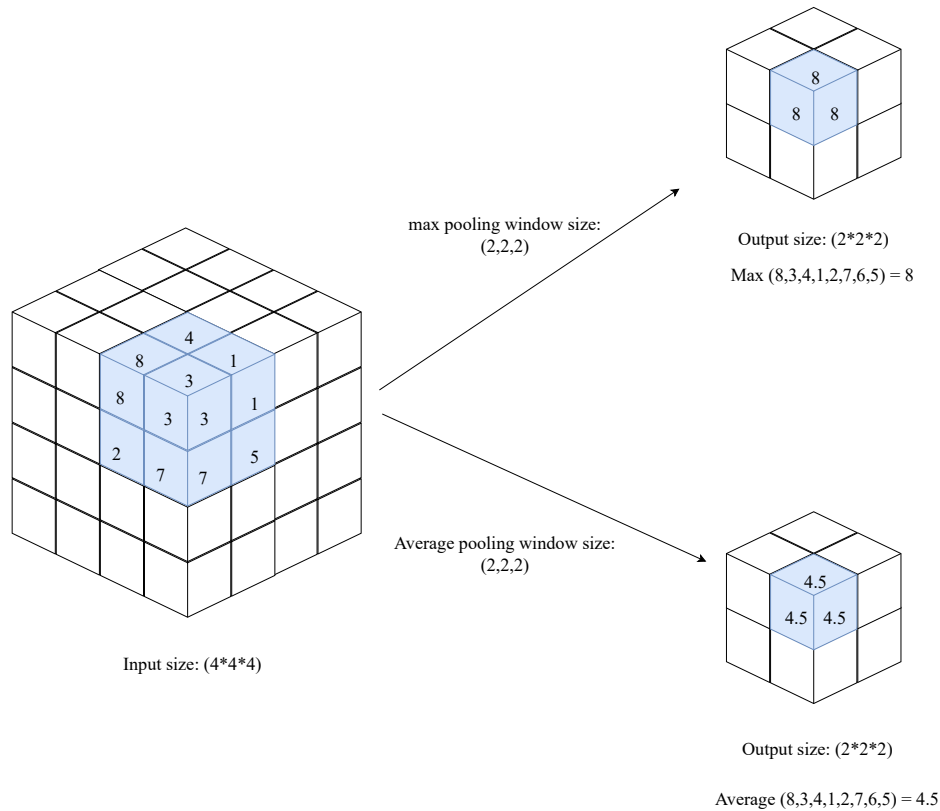 8
8 8
max pooling window size:
(2,2,2)
Output size: (2*2*2)
Max (8,3,4,1,2,7,6,5) = 8
4
8 1
3
8 3 3 1
2 7 7 5
Input size: (4*4*4)
Average pooling window size:
(2,2,2)
4.5
4.5 4.5
Output size: (2*2*2)
Average (8,3,4,1,2,7,6,5) = 4.5